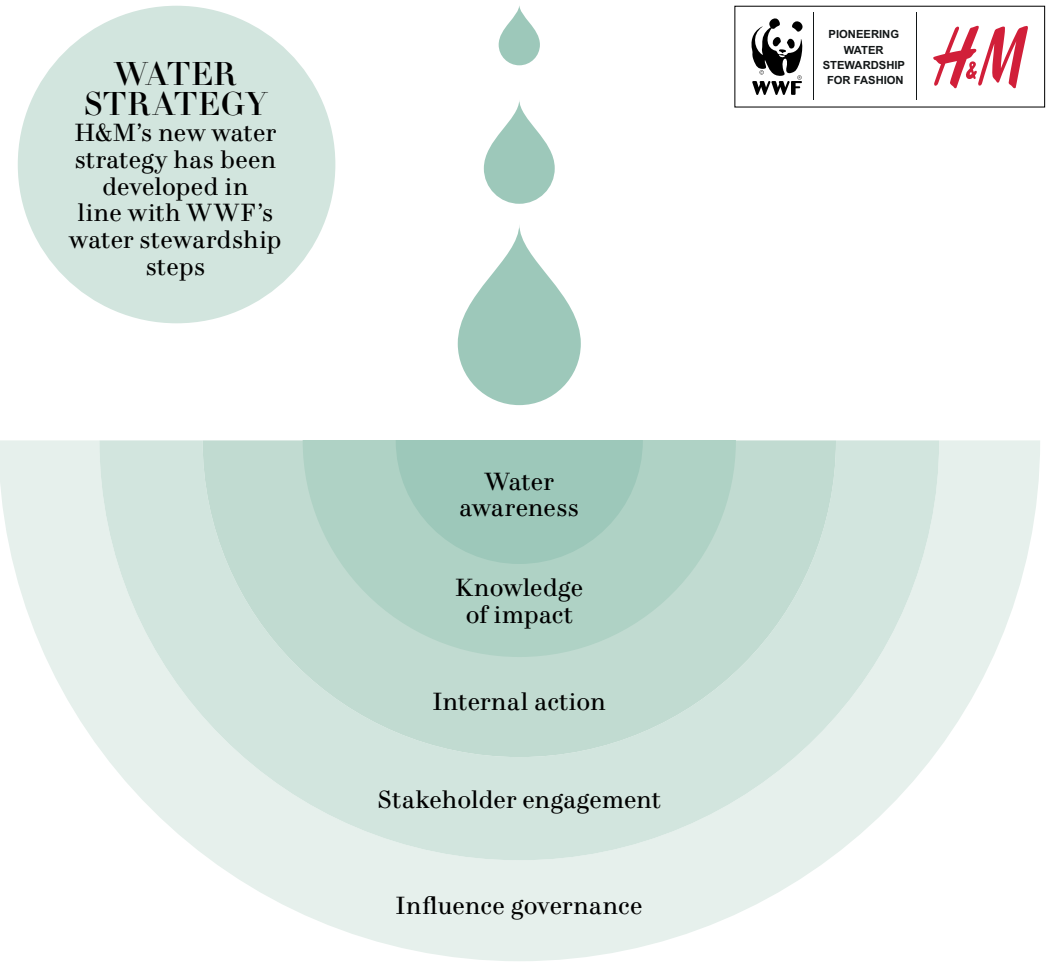 WATER
STRATEGY
H&M’s new water
strategy has been
developed in
line with WWF’s
water stewardship
steps
© ®
WWF
PIONEERING
WATER
STEWARDSHIP
FOR FASHION
H&M
Water
awareness
Knowledge
of impact
Internal action
Stakeholder engagement
Influence governance